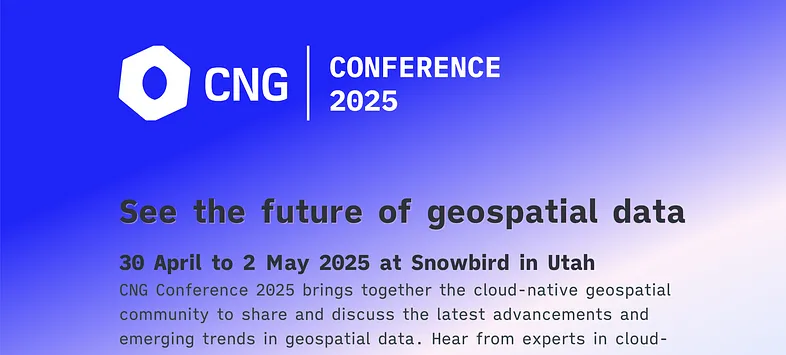 CNG
CONFERENCE
2025
See the future of geospatial data
30 April to 2 May 2025 at Snowbird in Utah
CNG Conference 2025 brings together the cloud-native geospatial
community to share and discuss the latest advancements and
emerging trends in geospatial data. Hear from experts in cloud-